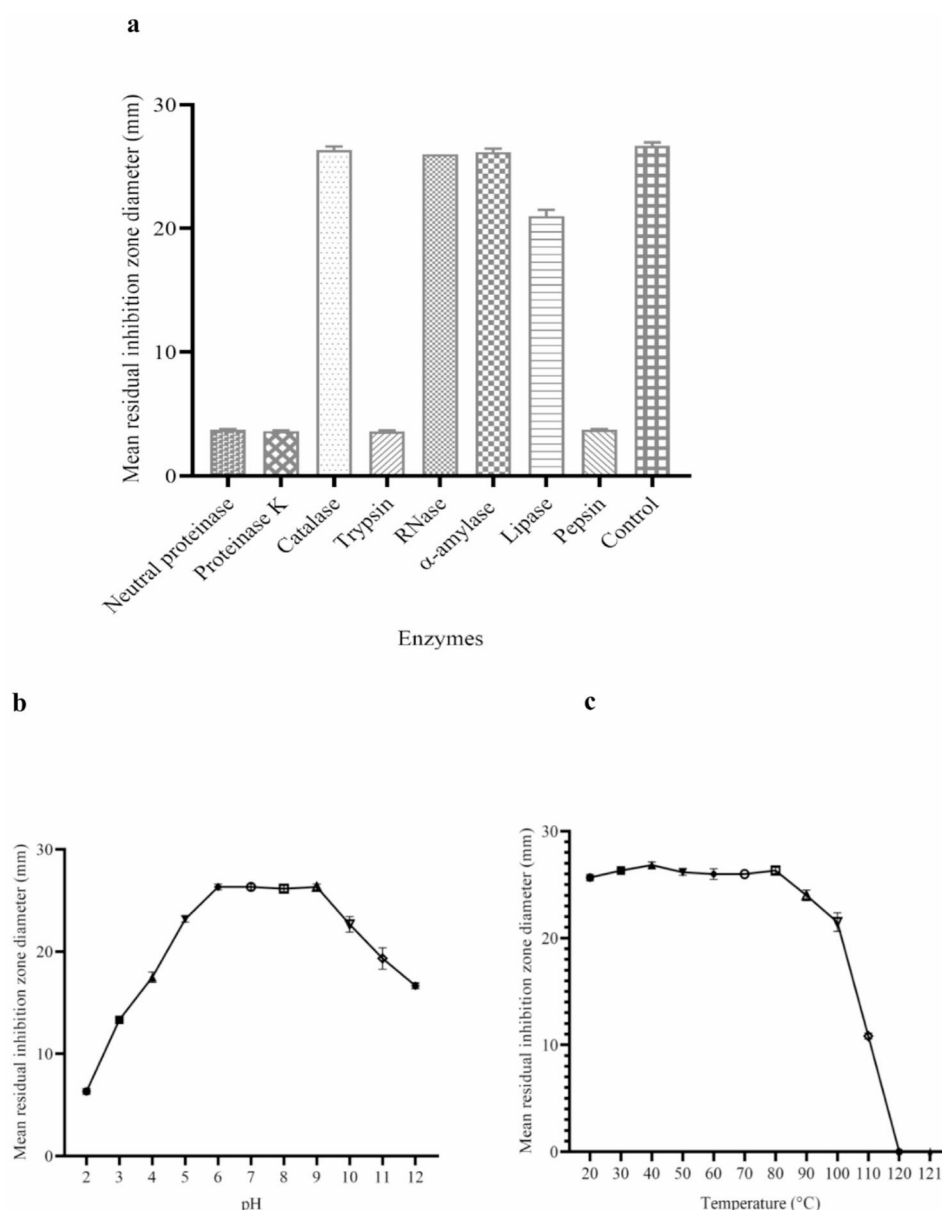 a
Mean residual inhibition zone diameter (mm)
30
20
10
0
Neutral proteinase
Proteinase K
Catalase
Trypsin
RNase
α-amylase
Lipase
Pepsin
Control
Enzymes
b
Mean residual inhibition zone diameter (mm)
30
20
10
0
2 3 4 5 6 7 8 9 10 11 12
pH
c
Mean residual inhibition zone diameter (mm)
30
20
10
0
20 30 40 50 60 70 80 90 100 110 120 121
Temperature (°C)